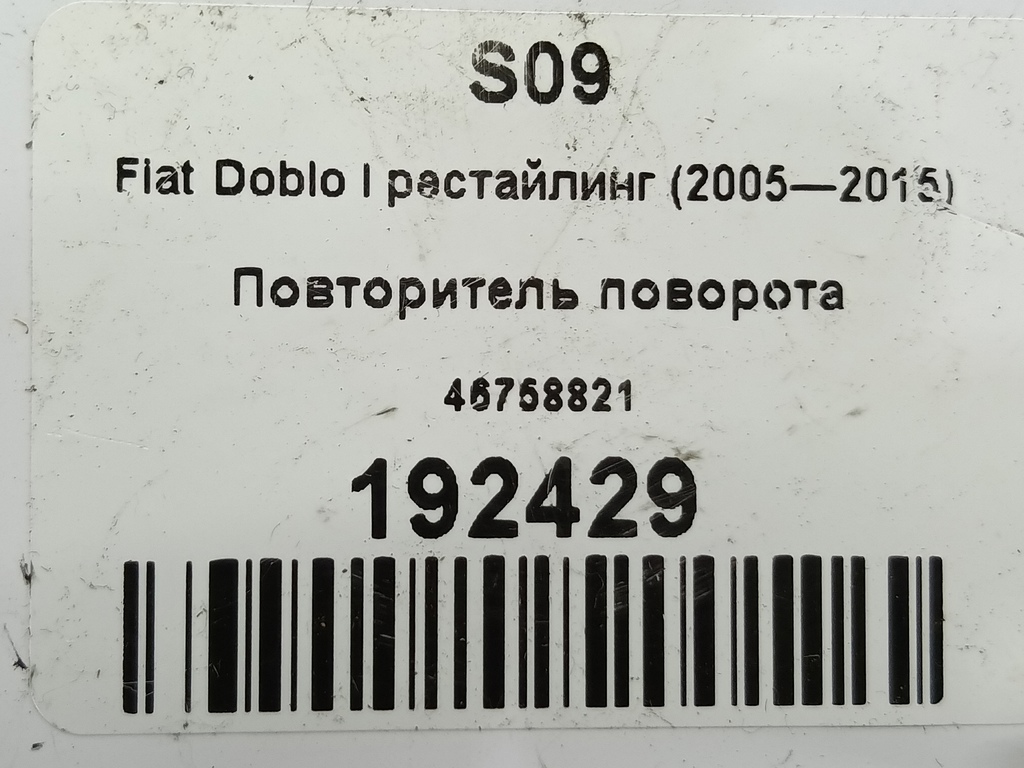 S09
Fiat Doblo I рестайлинг (2005—2015)
Повторитель поворота
46758821
192429